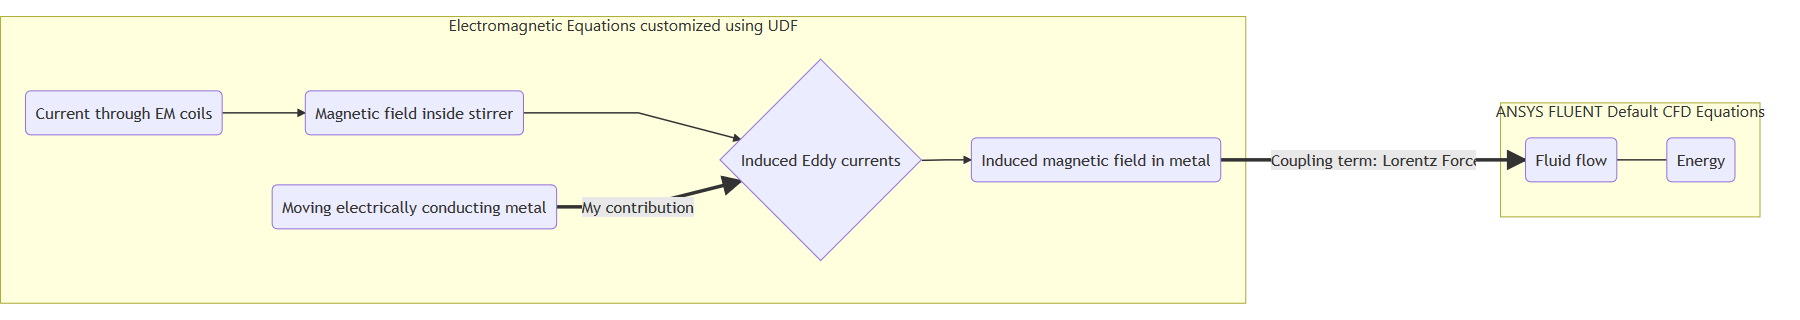 Electromagnetic Equations customized using UDF
Current through EM coils
Magnetic field inside stirrer
Moving electrically conducting metal
My contribution
Induced Eddy currents
Induced magnetic field in metal
Coupling term: Lorentz Forc
ANSYS FLUENT Default CFD Equations
Fluid flow
Energy